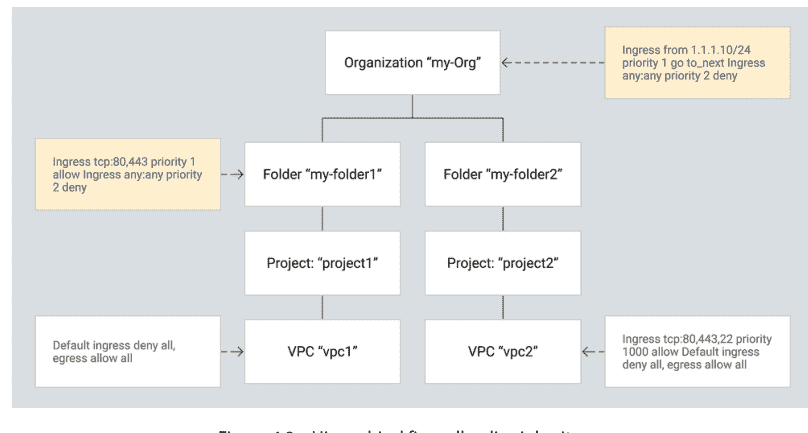 Organization “my-Org”
Ingress from 1.1.1.10/24
priority 1 go to_next Ingress
any:any priority 2 deny
Ingress tcp:80,443 priority 1
allow Ingress any:any priority
2 deny
Folder “my-folder1”
Folder “my-folder2”
Project: “project1”
Project: “project2”
Default ingress deny all,
egress allow all
VPC “vpc1”
VPC “vpc2”
Ingress tcp:80,443,22 priority
1000 allow Default ingress
deny all, egress allow all